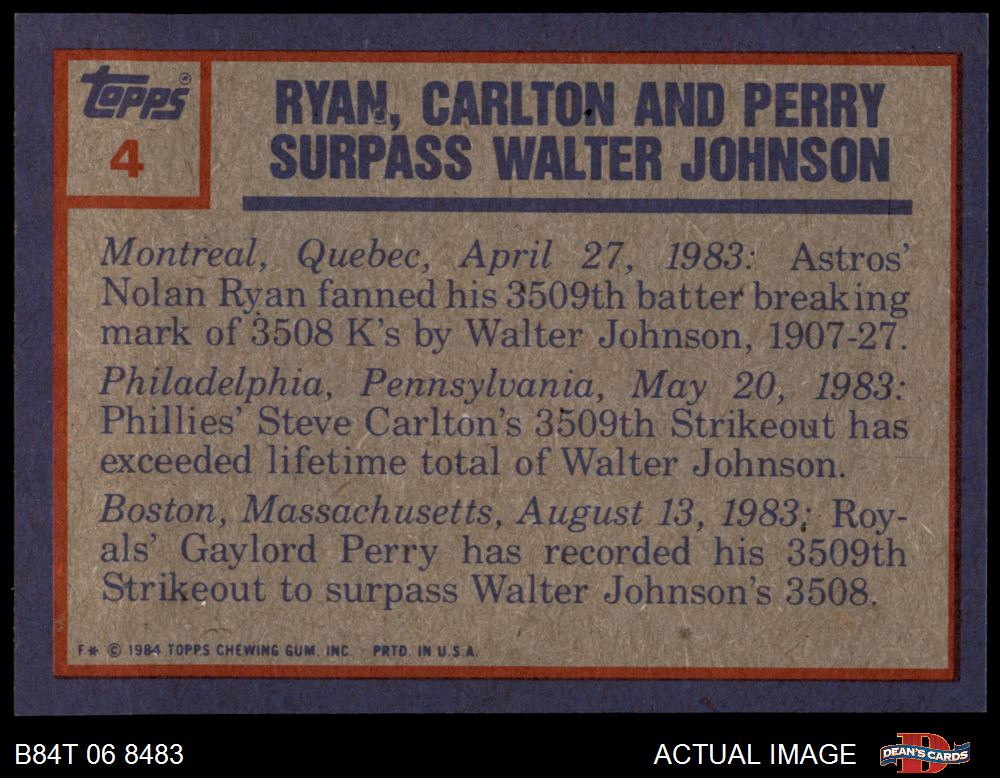 topps
4
RYAN, CARLTON AND PERRY
SURPASS WALTER JOHNSON
Montreal, Quebec, April 27, 1983: Astros'
Nolan Ryan fanned his 3509th batter breaking
mark of 3508 K's by Walter Johnson, 1907-27.
Philadelphia, Pennsylvania, May 20, 1983:
Phillies' Steve Carlton's 3509th Strikeout has
exceeded lifetime total of Walter Johnson.
Boston, Massachusetts, August 13, 1983: Roy-
als' Gaylord Perry has recorded his 3509th
Strikeout to surpass Walter Johnson's 3508.
F* © 1984 TOPPS CHEWING GUM, INC. PRTD. IN U.S.A.
B84T 06 8483
ACTUAL IMAGE
D
DEAN'S CARDS